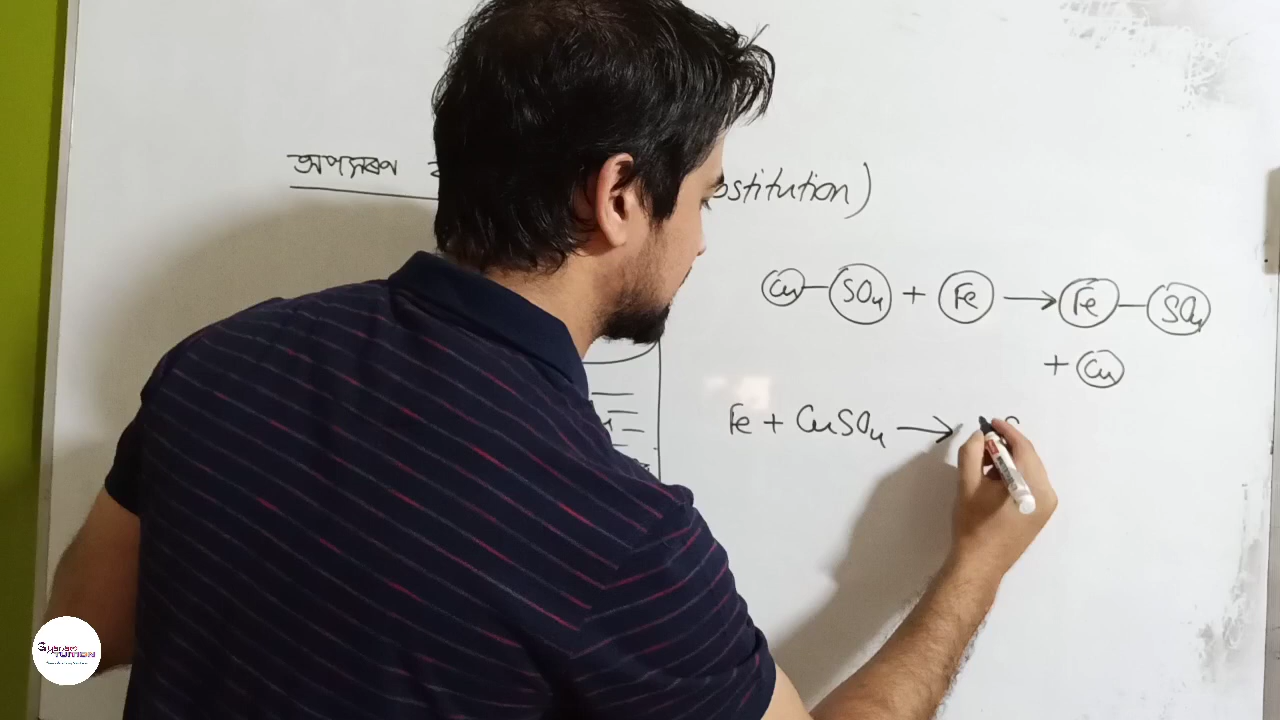 অপসারণ
ostitution)
Cu — SO4 + Fe → Fe — SO4
+ Cu
Fe + CuSO4 →